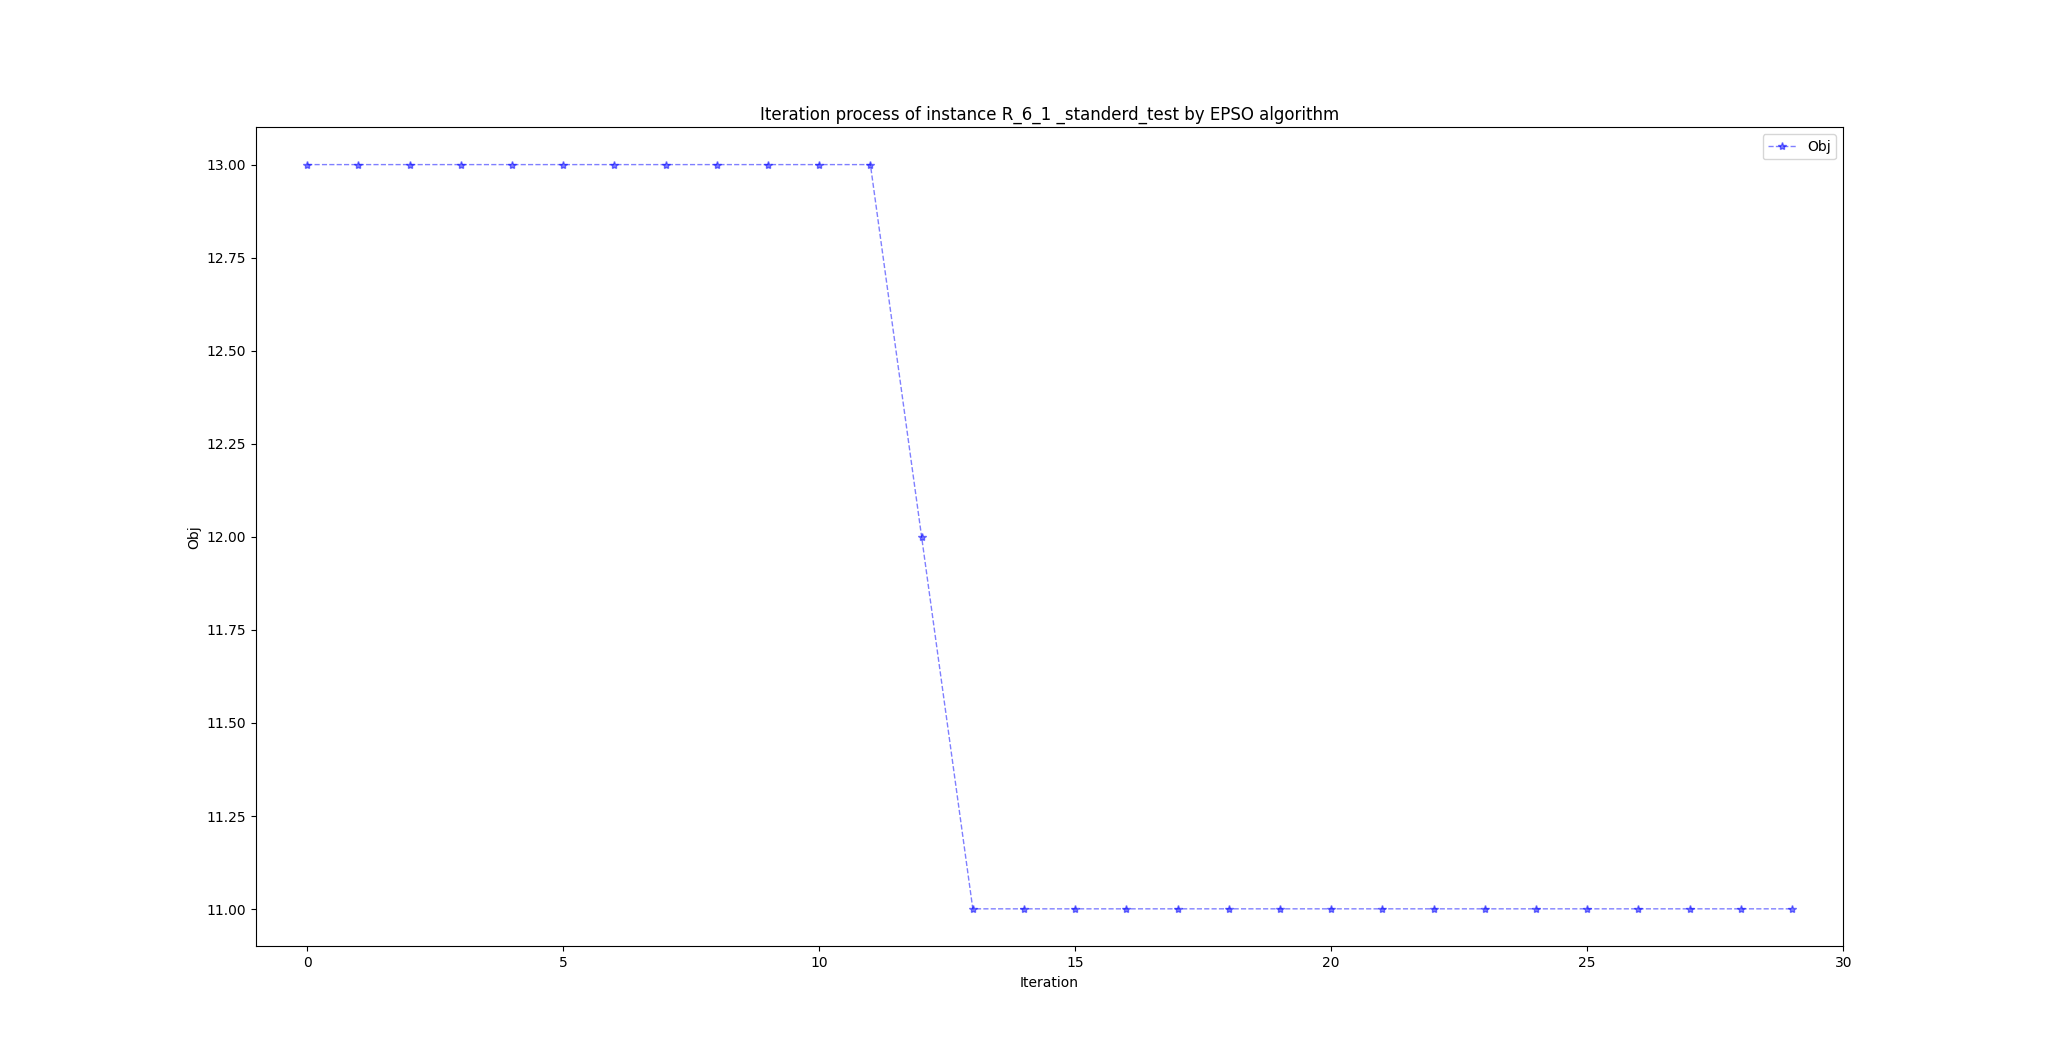 Iteration process of instance R_6_1 _standerd_test by EPSO algorithm
Obj
13.00
12.75
12.50
12.25
12.00
11.75
11.50
11.25
11.00
Obj
0 5 10 15 20 25 30
Iteration